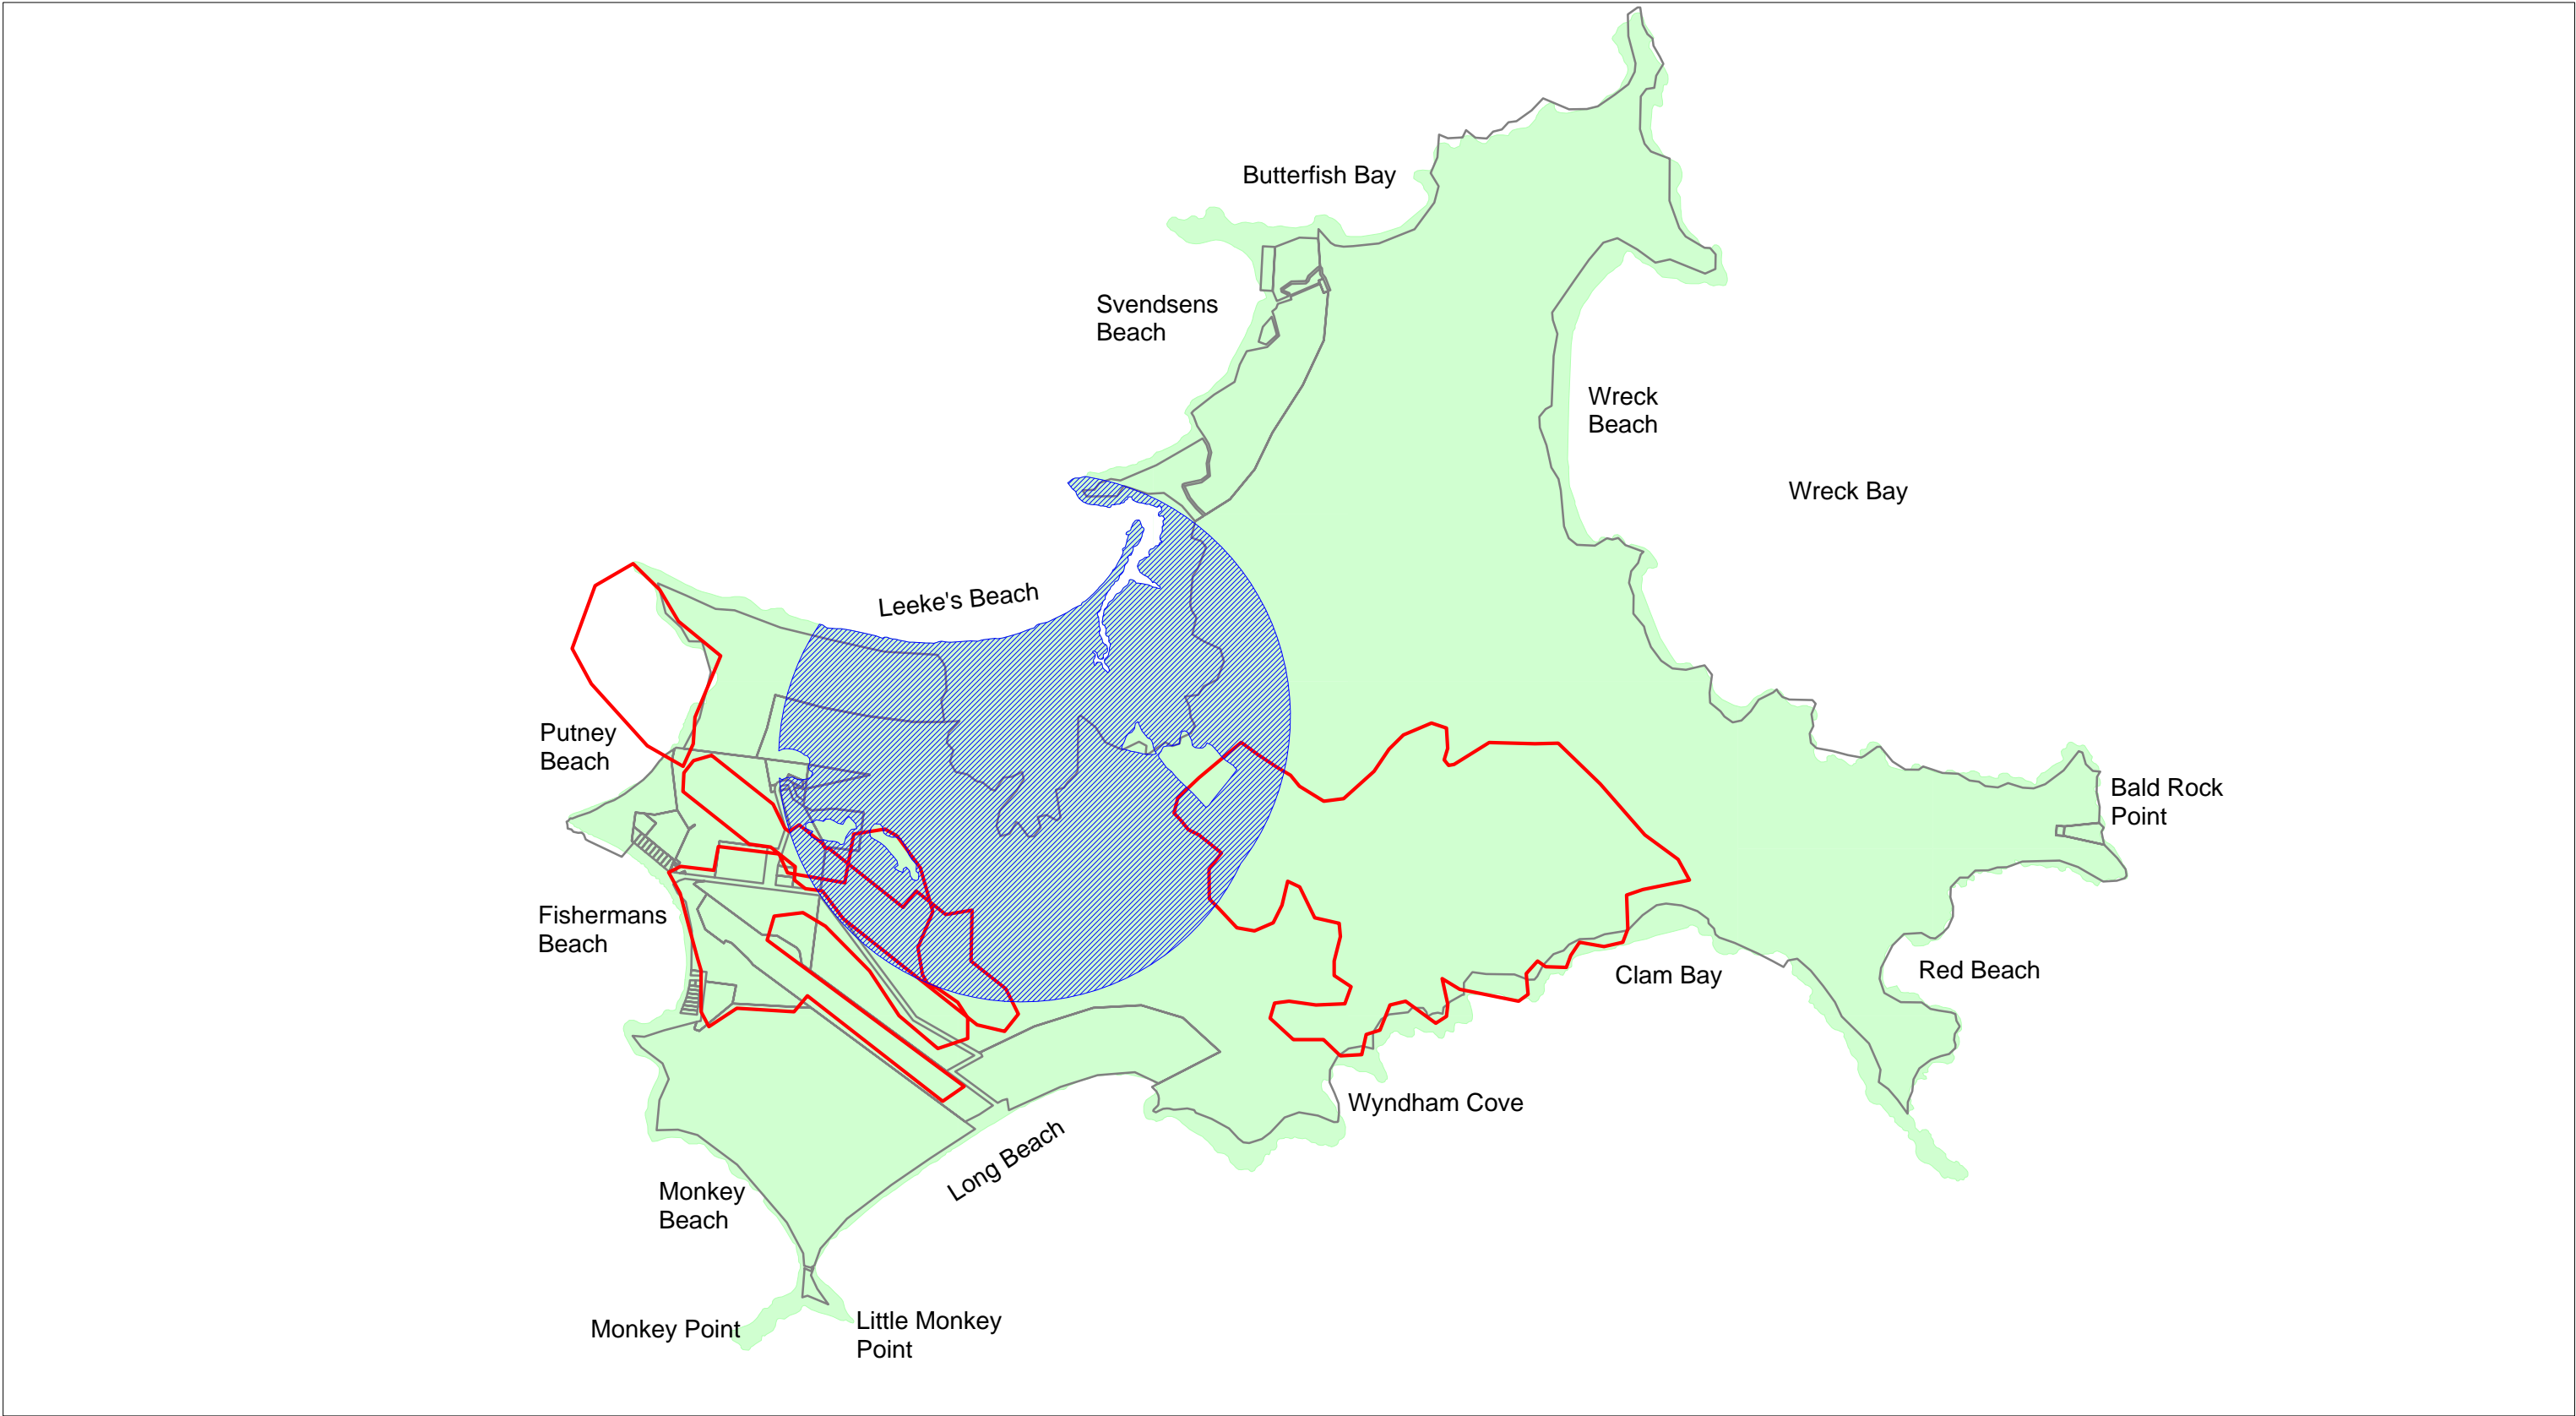 Butterfish Bay
Svendsens
Beach
Wreck
Beach
Wreck Bay
Leeke's Beach
Putney
Beach
Bald Rock
Point
Fishermans
Beach
Clam Bay
Red Beach
Wyndham Cove
Long Beach
Monkey
Beach
Monkey Point
Little Monkey
Point